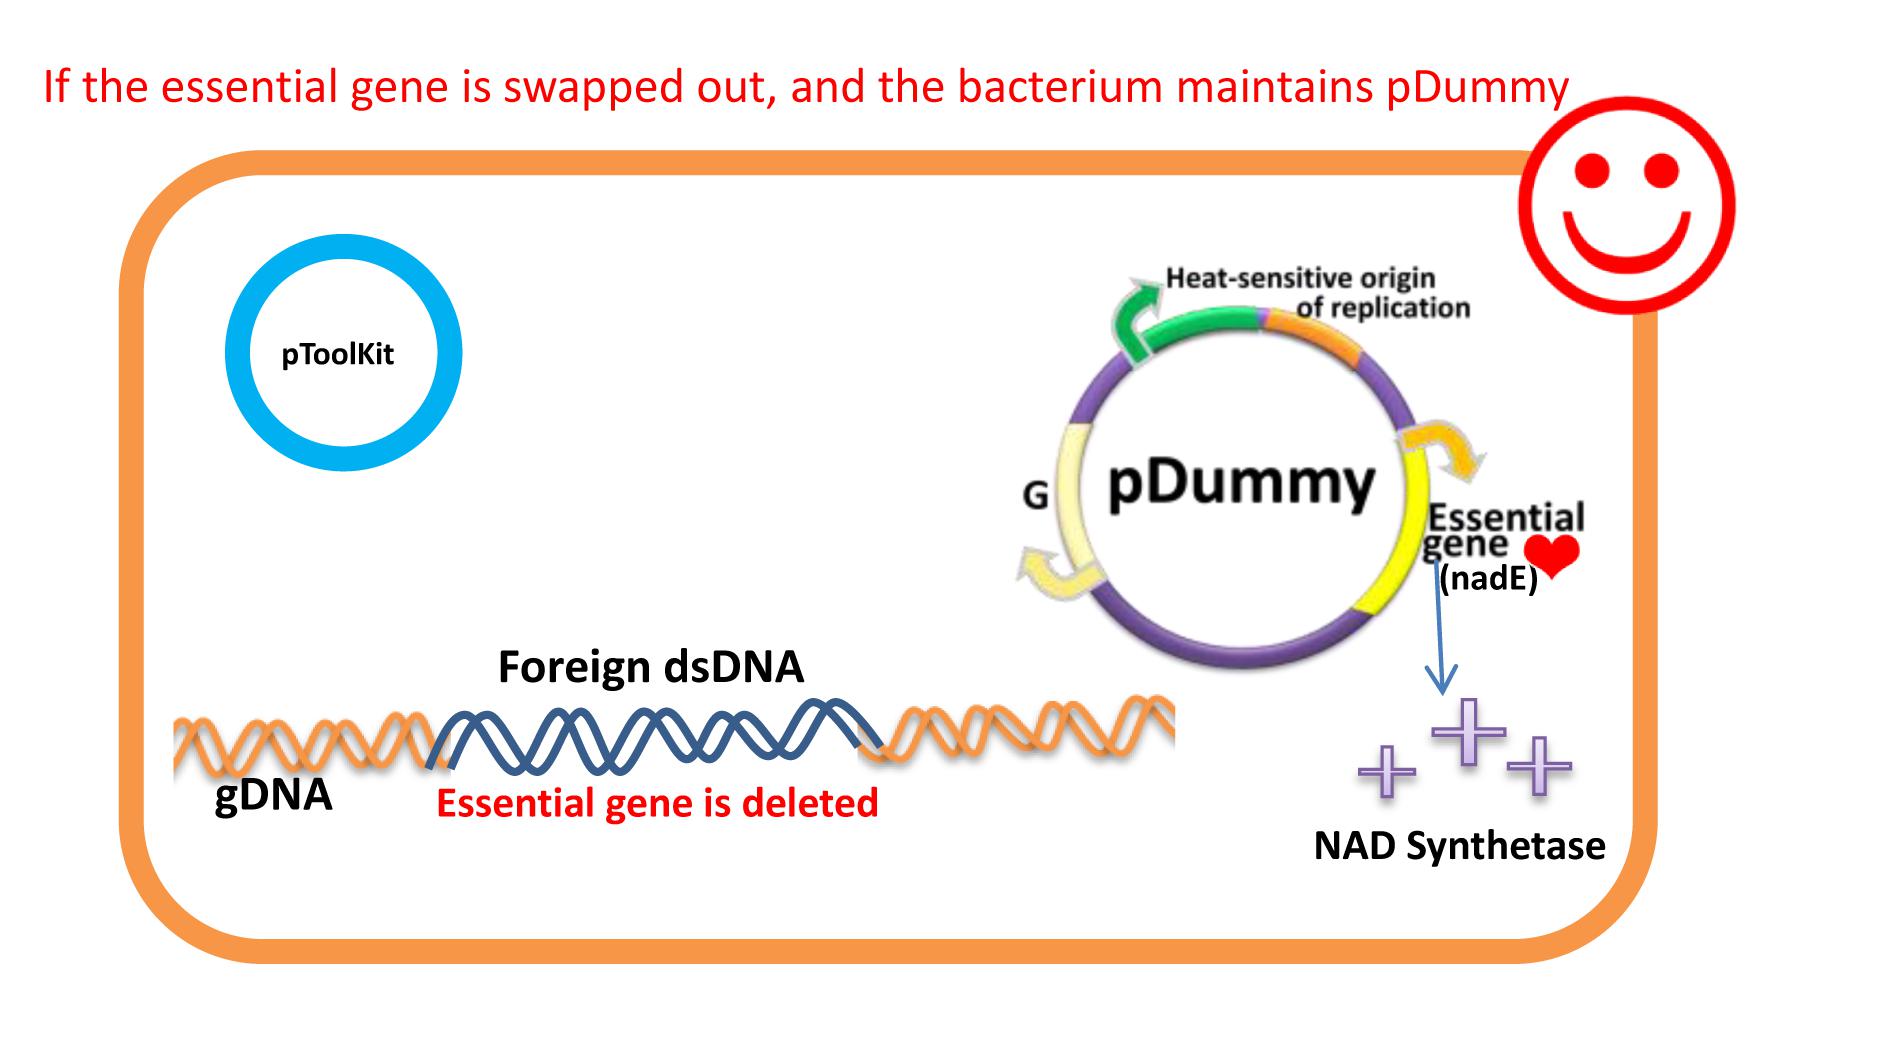 If the essential gene is swapped out, and the bacterium maintains pDummy
pToolKit
Heat-sensitive origin
of replication
G
pDummy
Essential
gene
(nadE)
Foreign dsDNA
gDNA
Essential gene is deleted
NAD Synthetase